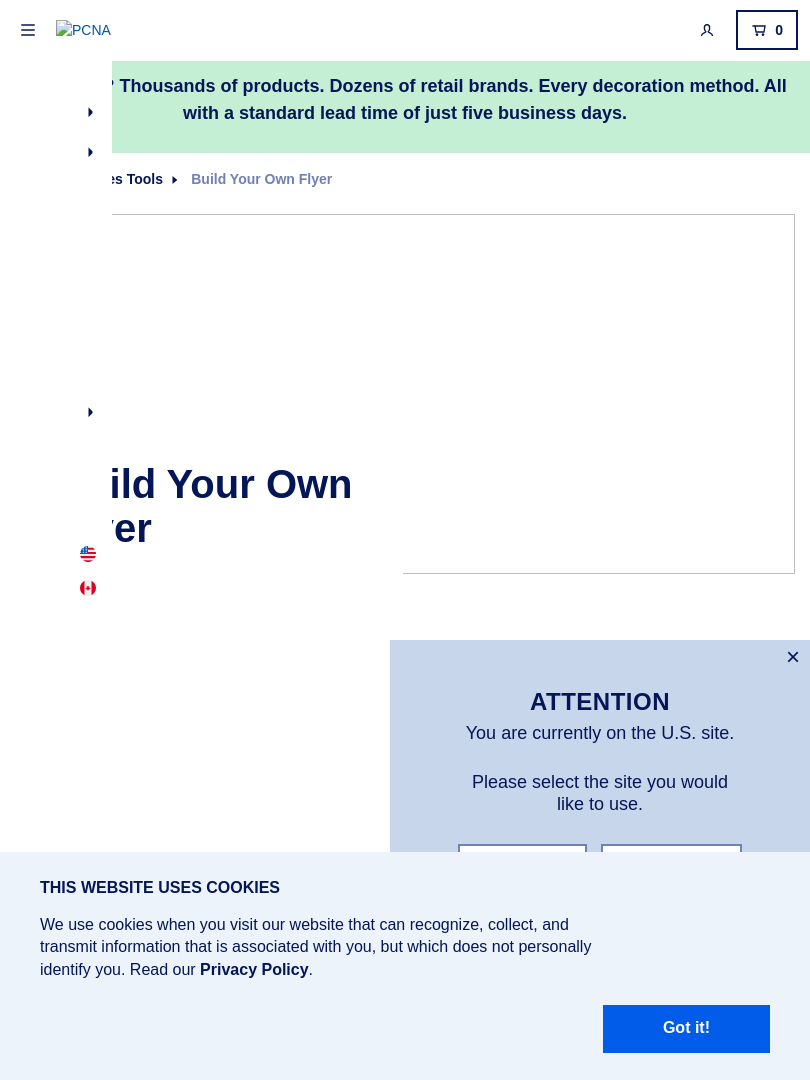 PCNA
0
? Thousands of products. Dozens of retail brands. Every decoration method. All
with a standard lead time of just five business days.
Tools
Build Your Own Flyer
Your Own
ATTENTION
You are currently on the U.S. site.
Please select the site you would
like to use.
THIS WEBSITE USES COOKIES
We use cookies when you visit our website that can recognize, collect, and
transmit information that is associated with you, but which does not personally
identify you. Read our Privacy Policy.
Got it!